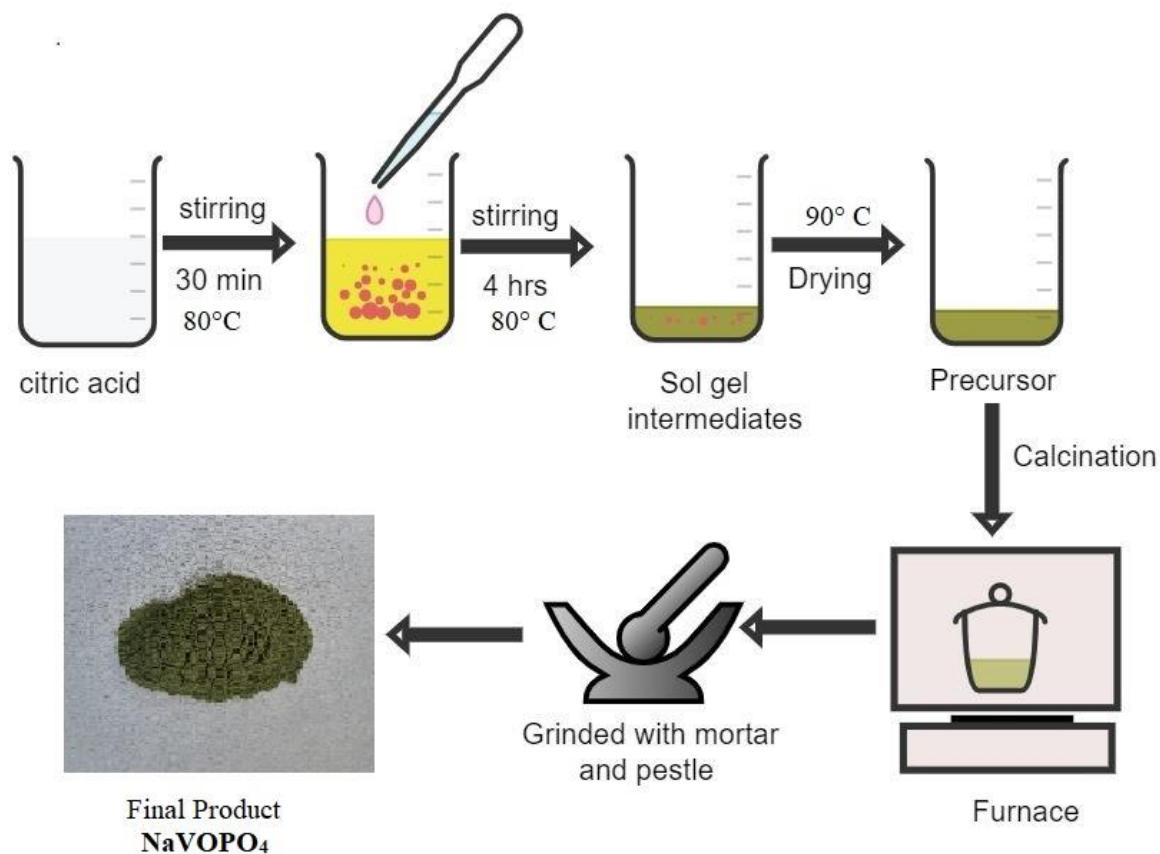 stirring
30 min
80°C
stirring
4 hrs
80° C
90° C
Drying
citric acid
Sol gel
intermediates
Precursor
Calcination
Furnace
Grinded with mortar
and pestle
Final Product
NaVOPO₄